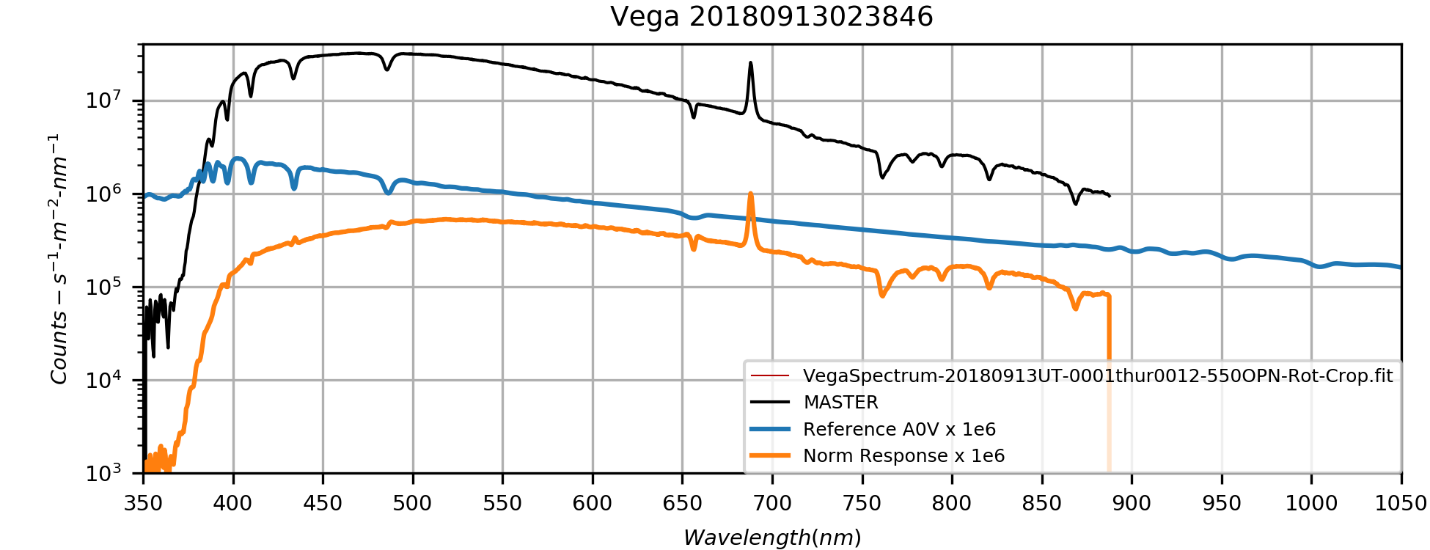 Vega 20180913023846
Counts − s⁻¹-m⁻²-nm⁻¹
10⁷
10⁶
10⁵
10⁴
10³
VegaSpectrum-20180913UT-0001thur0012-550OPN-Rot-Crop.fit
MASTER
Reference A0V x 1e6
Norm Response x 1e6
350 400 450 500 550 600 650 700 750 800 850 900 950 1000 1050
Wavelength(nm)